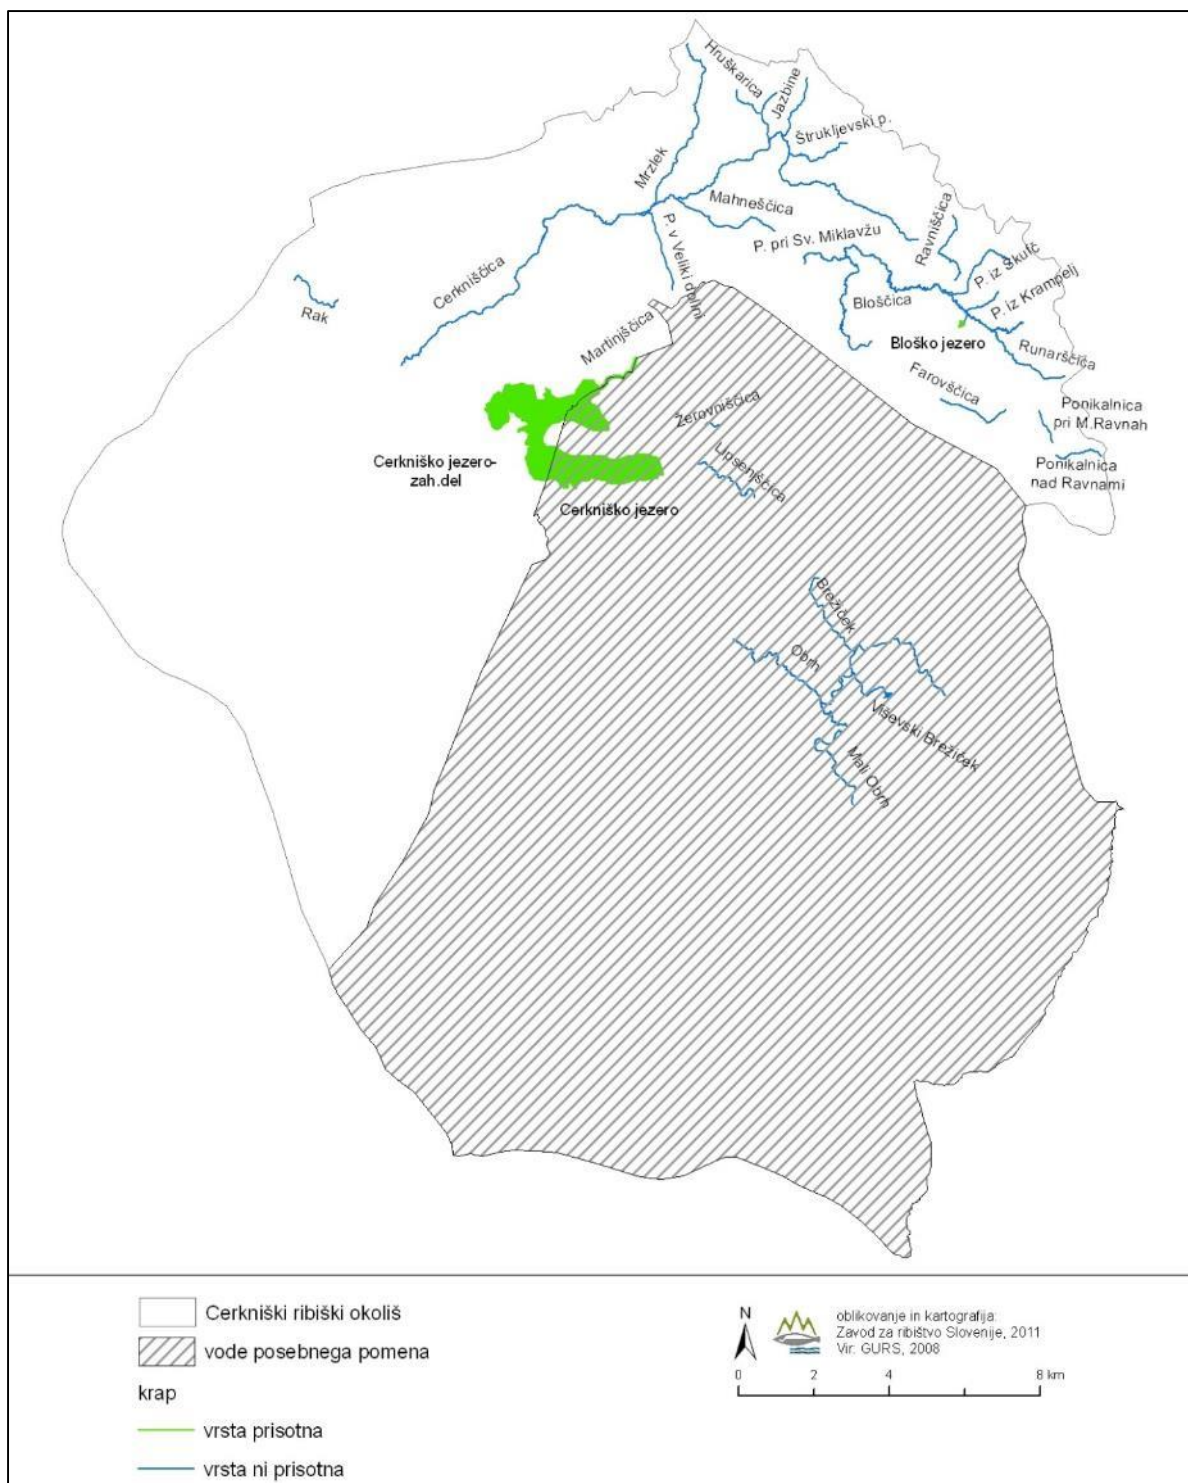 Hruškarica
Jazbine
Štrukljevski p.
Mrzlek
Mahneščica
Ravniščica
P. pri Sv. Miklavžu
P. v Veliki dolini
P. iz Škufč
P. iz Krampelj
Cerkniščica
Bloščica
Rak
Martinjščica
Bloško jezero
Runarščica
Farovščica
Ponikalnica
pri M.Ravnah
Žerovniščica
Ponikalnica
nad Ravnami
Lipsenjščica
Cerkniško jezero-
zah.del
Cerkniško jezero
Brežiček
Obrh
Viševski Brežiček
Mali Obrh
Cerkniški ribiški okoliš
vode posebnega pomena
krap
vrsta prisotna
vrsta ni prisotna
N
oblikovanje in kartografija:
Zavod za ribištvo Slovenije, 2011
Vir: GURS, 2008
0 2 4 8 km